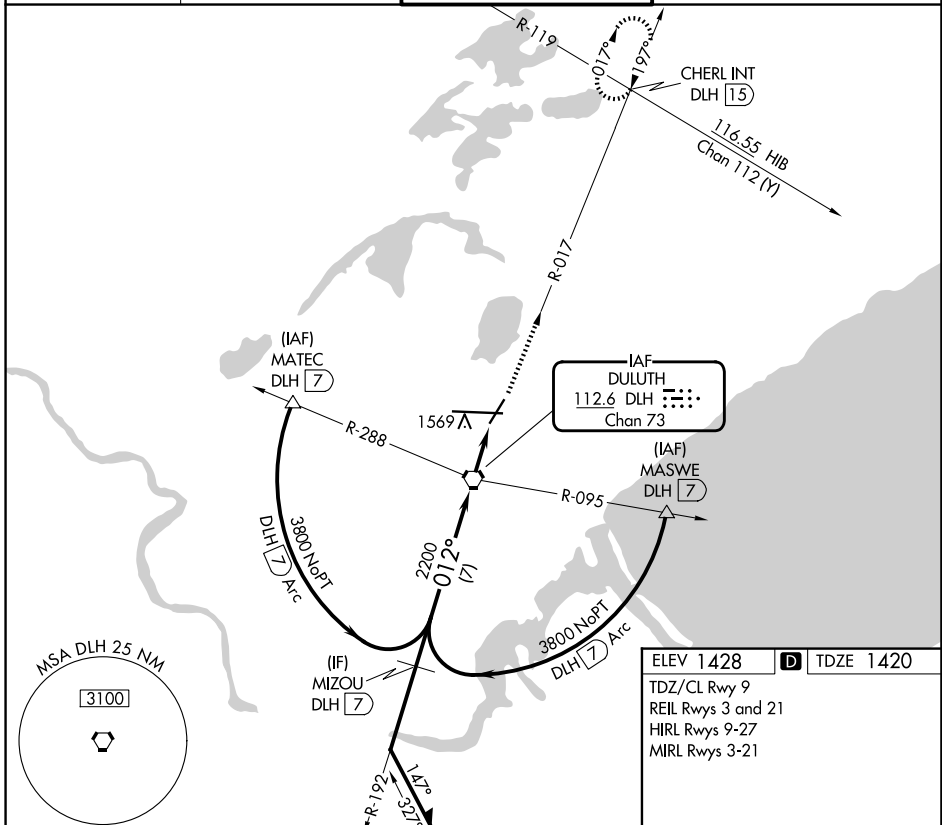 R-119
017°
197°
CHERL INT
DLH 15
116.55 HIB
Chan 112 (Y)
R-017
(IAF)
MATEC
DLH 7
IAF
DULUTH
112.6 DLH
Chan 73
1569
R-288
(IAF)
MASWE
DLH 7
R-095
3800 NoPT
DLH 7 Arc
2200
012°
(7)
3800 NoPT
DLH 7 Arc
(IF)
MIZOU
DLH 7
MSA DLH 25 NM
3100
147°
327°
R-192
ELEV 1428 D TDZE 1420
TDZ/CL Rwy 9
REIL Rwys 3 and 21
HIRL Rwys 9-27
MIRL Rwys 3-21